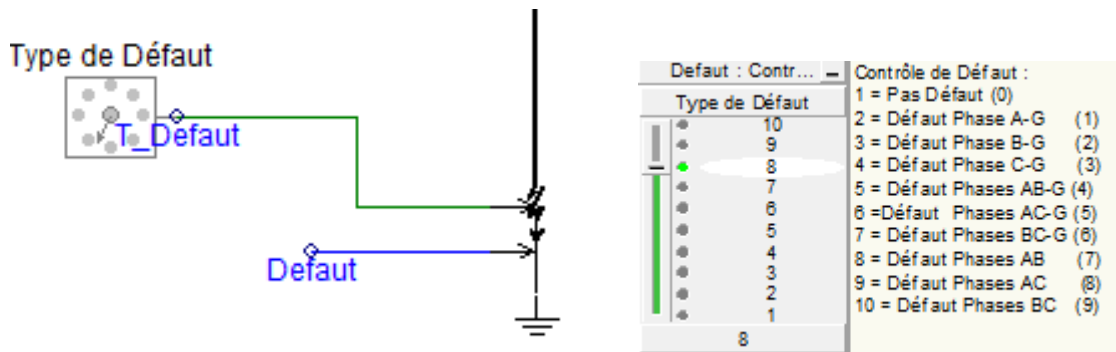 Type de Défaut
T_Defaut
Defaut
Defaut : Contr...
Type de Défaut
10
9
8
7
6
5
4
3
2
1
8
Contrôle de Défaut :
1 = Pas Défaut (0)
2 = Défaut Phase A-G (1)
3 = Défaut Phase B-G (2)
4 = Défaut Phase C-G (3)
5 = Défaut Phases AB-G (4)
6 =Défaut Phases AC-G (5)
7 = Défaut Phases BC-G (6)
8 = Défaut Phases AB (7)
9 = Défaut Phases AC (8)
10 = Défaut Phases BC (9)